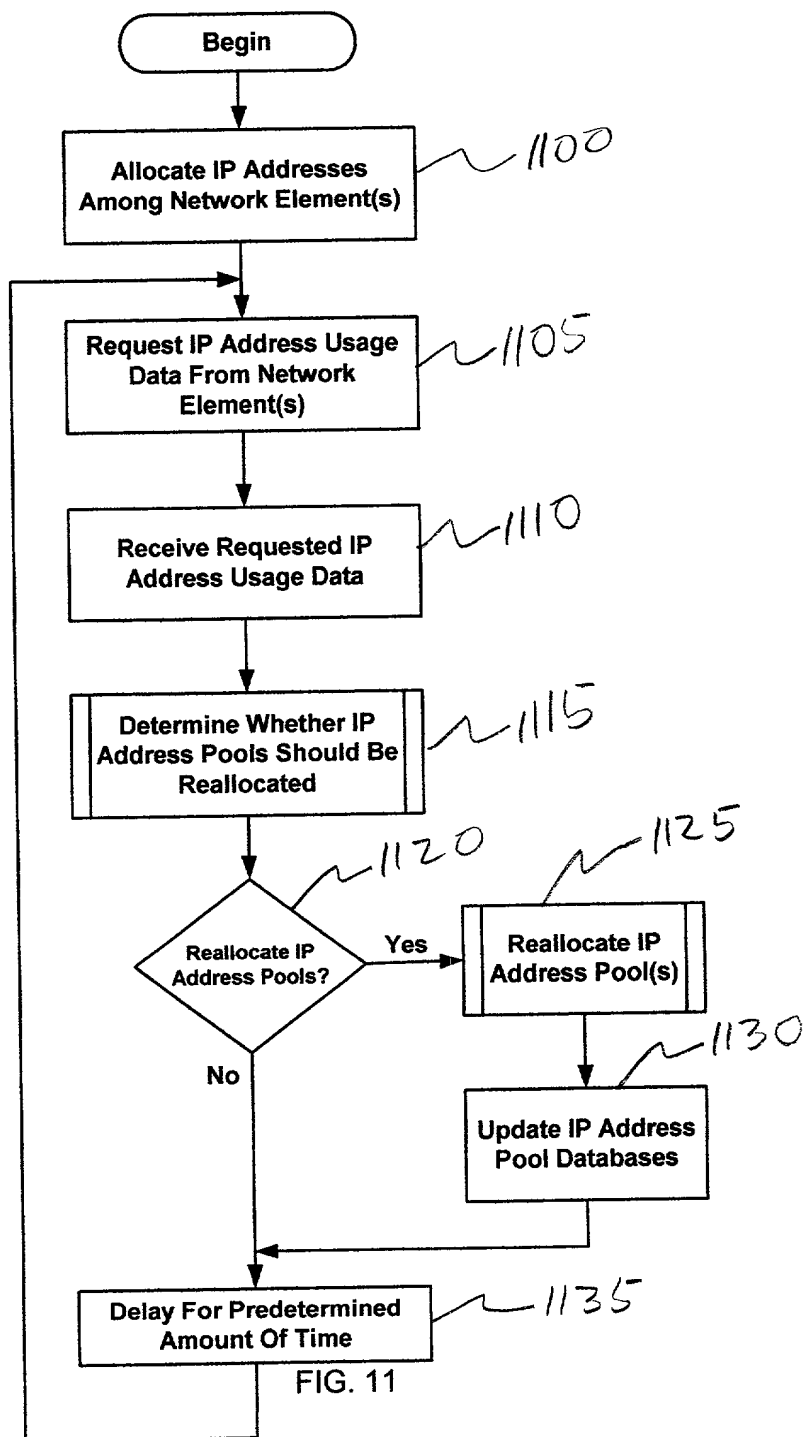 Begin
Allocate IP Addresses
Among Network Element(s)
1100
Request IP Address Usage
Data From Network
Element(s)
1105
Receive Requested IP
Address Usage Data
1110
Determine Whether IP
Address Pools Should Be
Reallocated
1115
1120
Reallocate IP
Address Pools?
Yes
1125
Reallocate IP
Address Pool(s)
No
1130
Update IP Address
Pool Databases
Delay For Predetermined
Amount Of Time
1135
FIG. 11